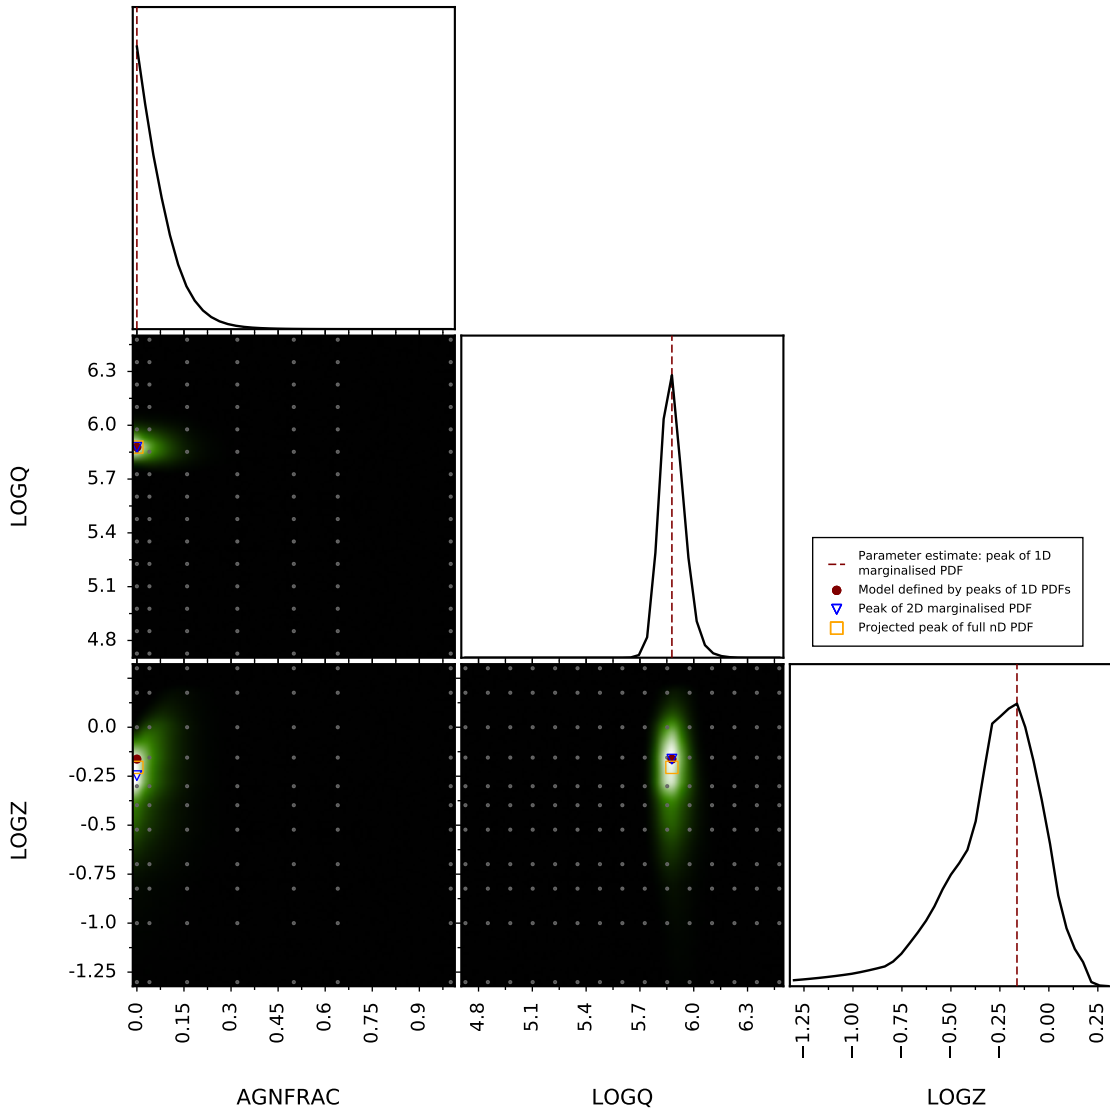 LOGQ
6.3
6.0
5.7
5.4
5.1
4.8
Parameter estimate: peak of 1D
marginalised PDF
Model defined by peaks of 1D PDFs
Peak of 2D marginalised PDF
Projected peak of full nD PDF
LOGZ
0.0
-0.25
-0.5
-0.75
-1.0
-1.25
0.0 0.15 0.3 0.45 0.6 0.75 0.9
4.8 5.1 5.4 5.7 6.0 6.3
−1.25 −1.00 −0.75 −0.50 −0.25 0.00 0.25
AGNFRAC LOGQ LOGZ